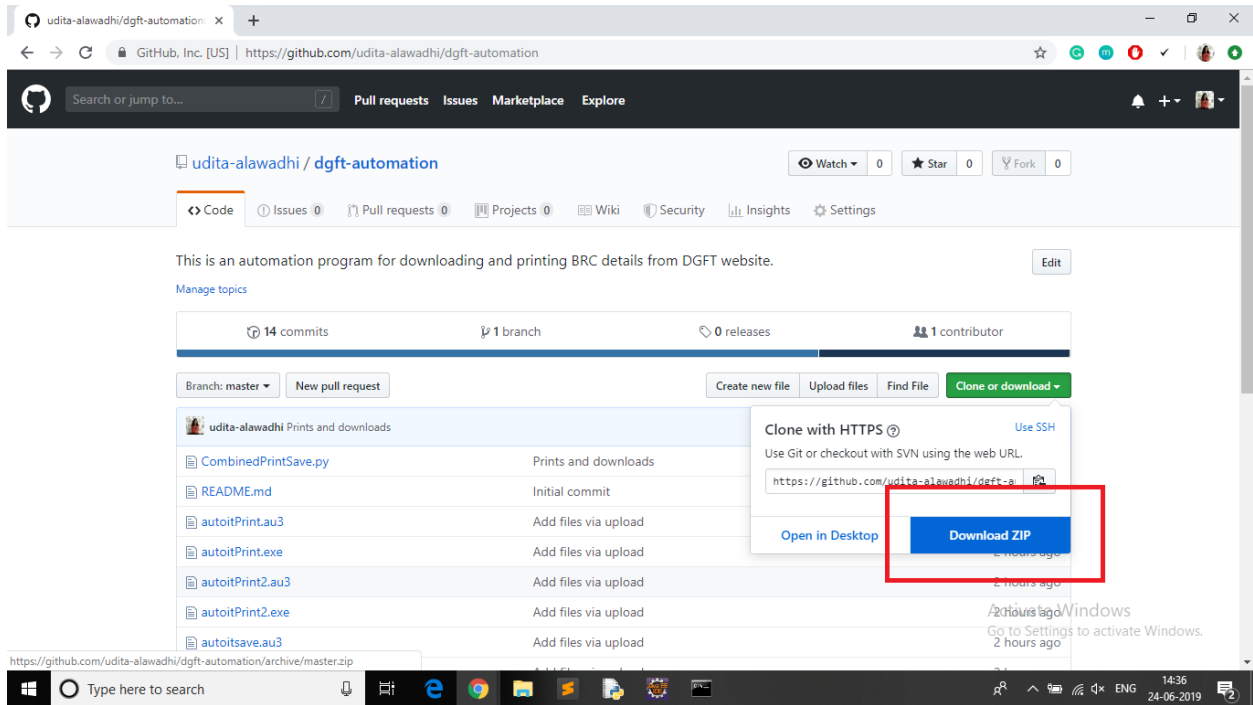 udita-alawadhi/dgft-automation:
GitHub, Inc. [US] | https://github.com/udita-alawadhi/dgft-automation
Search or jump to... / Pull requests Issues Marketplace Explore
udita-alawadhi / dgft-automation Watch 0 Star 0 Fork 0
Code Issues 0 Pull requests 0 Projects 0 Wiki Security Insights Settings
This is an automation program for downloading and printing BRC details from DGFT website. Edit
Manage topics
14 commits 1 branch 0 releases 1 contributor
Branch: master New pull request Create new file Upload files Find File Clone or download
udita-alawadhi Prints and downloads
Clone with HTTPS ? Use SSH
Use Git or checkout with SVN using the web URL.
https://github.com/udita-alawadhi/dgft-a
Open in Desktop Download ZIP
CombinedPrintSave.py Prints and downloads
README.md Initial commit
autoitPrint.au3 Add files via upload
autoitPrint.exe Add files via upload 2 hours ago
autoitPrint2.au3 Add files via upload 2 hours ago
autoitPrint2.exe Add files via upload 2 hours ago
autoitsave.au3 Add files via upload 2 hours ago
Activate Windows
Go to Settings to activate Windows.
https://github.com/udita-alawadhi/dgft-automation/archive/master.zip
Type here to search ENG 14:36
24-06-2019 2